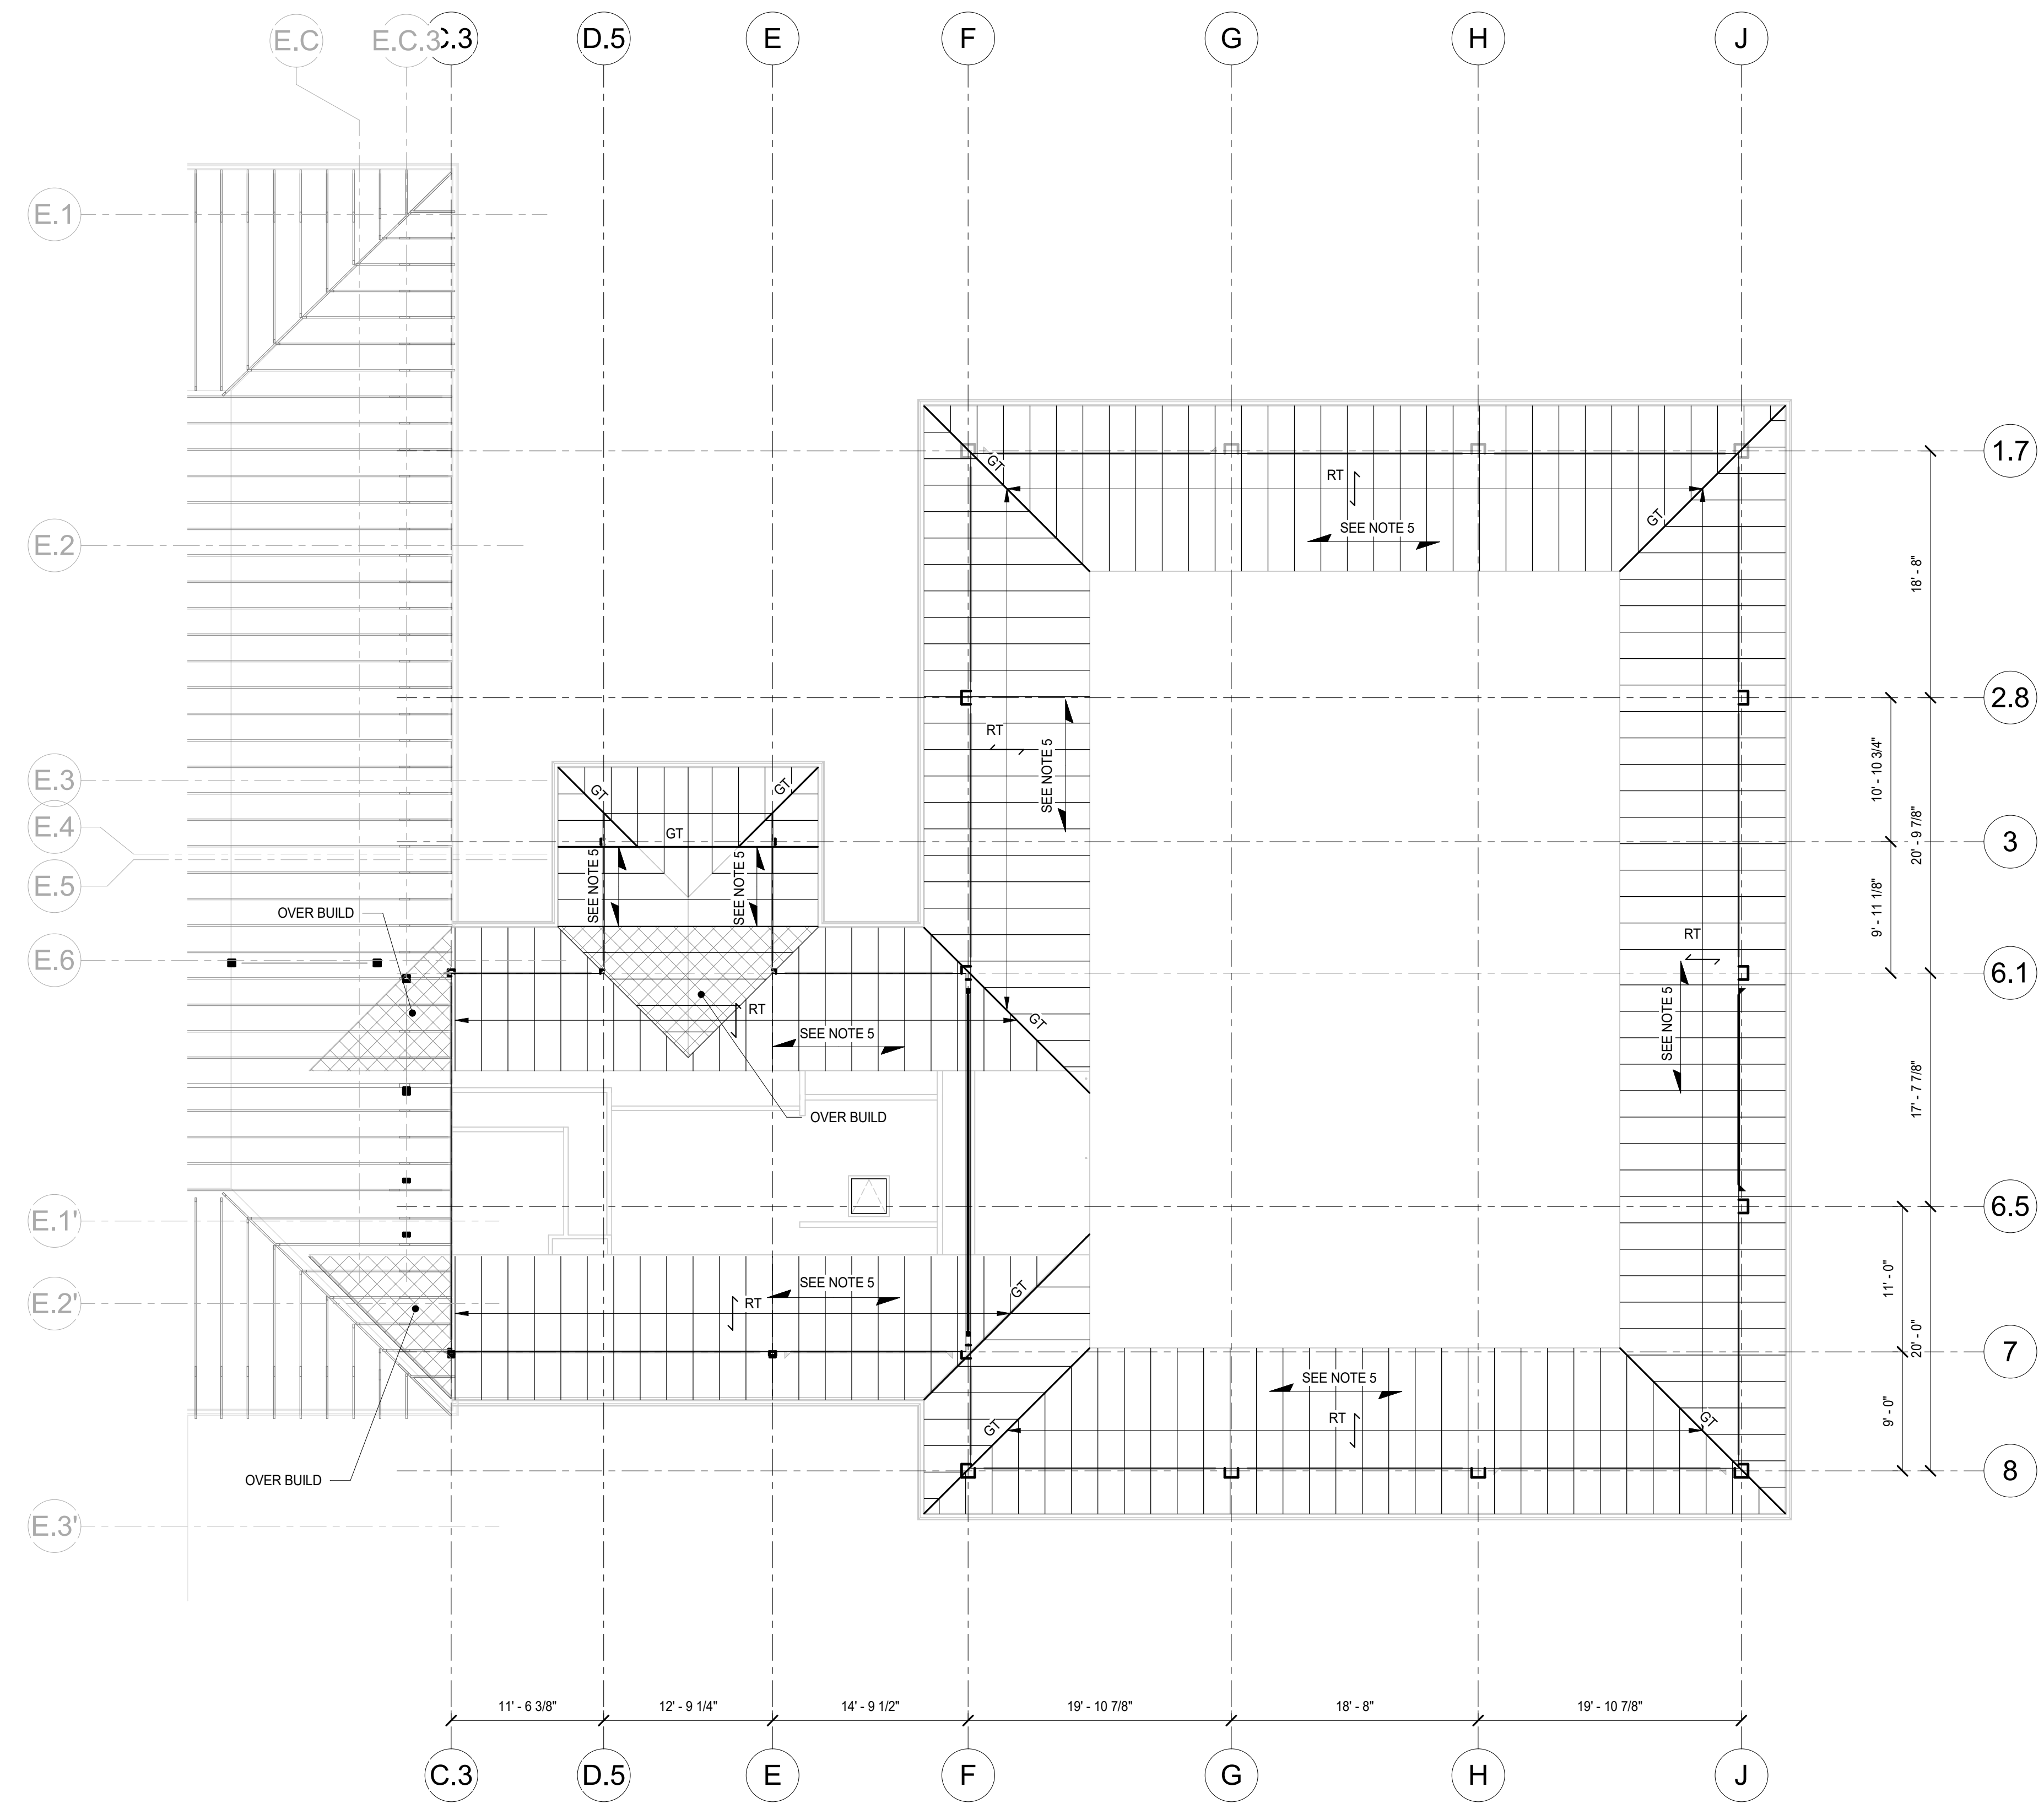 E.C
E.C.3
C.3
D.5
E
F
G
H
J
E.1
1.7
GT
RT
GT
SEE NOTE 5
E.2
18' - 8"
2.8
RT
SEE NOTE 5
E.3
GT
GT
10' - 10 3/4"
20' - 9 7/8"
E.4
GT
3
SEE NOTE 5
SEE NOTE 5
E.5
OVER BUILD
9' - 11 1/8"
RT
E.6
6.1
RT
GT
SEE NOTE 5
SEE NOTE 5
OVER BUILD
17' - 7 7/8"
E.1'
6.5
SEE NOTE 5
GT
11' - 0"
E.2'
RT
20' - 0"
7
SEE NOTE 5
GT
RT
GT
9' - 0"
OVER BUILD
8
E.3'
11' - 6 3/8"
12' - 9 1/4"
14' - 9 1/2"
19' - 10 7/8"
18' - 8"
19' - 10 7/8"
C.3
D.5
E
F
G
H
J